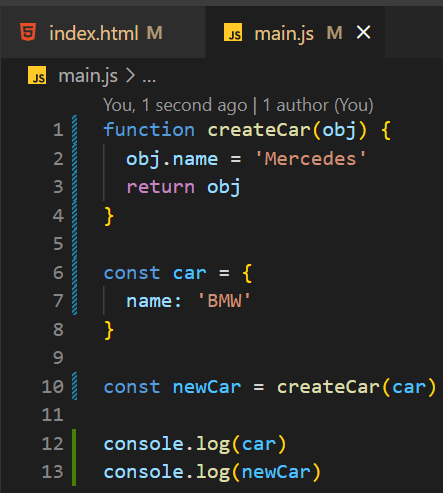 index.html M main.js M
JS main.js > ...
You, 1 second ago | 1 author (You)
1 function createCar(obj) {
2   obj.name = 'Mercedes'
3   return obj
4 }
5
6 const car = {
7   name: 'BMW'
8 }
9
10 const newCar = createCar(car)
11
12 console.log(car)
13 console.log(newCar)